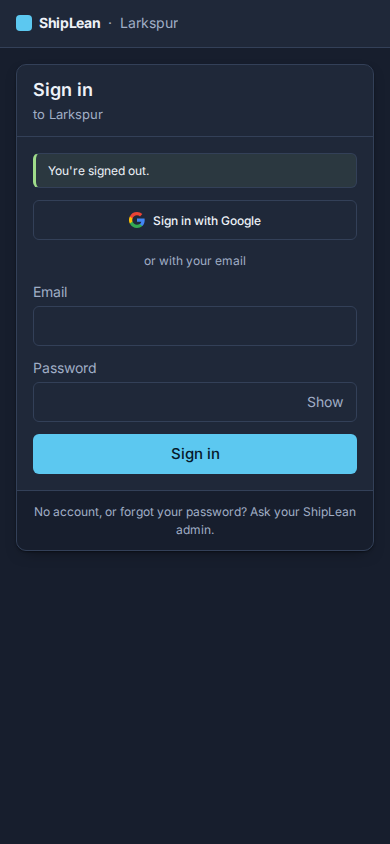 ShipLean · Larkspur
Sign in
to Larkspur
You're signed out.
Sign in with Google
or with your email
Email
Password
Show
Sign in
No account, or forgot your password? Ask your ShipLean
admin.